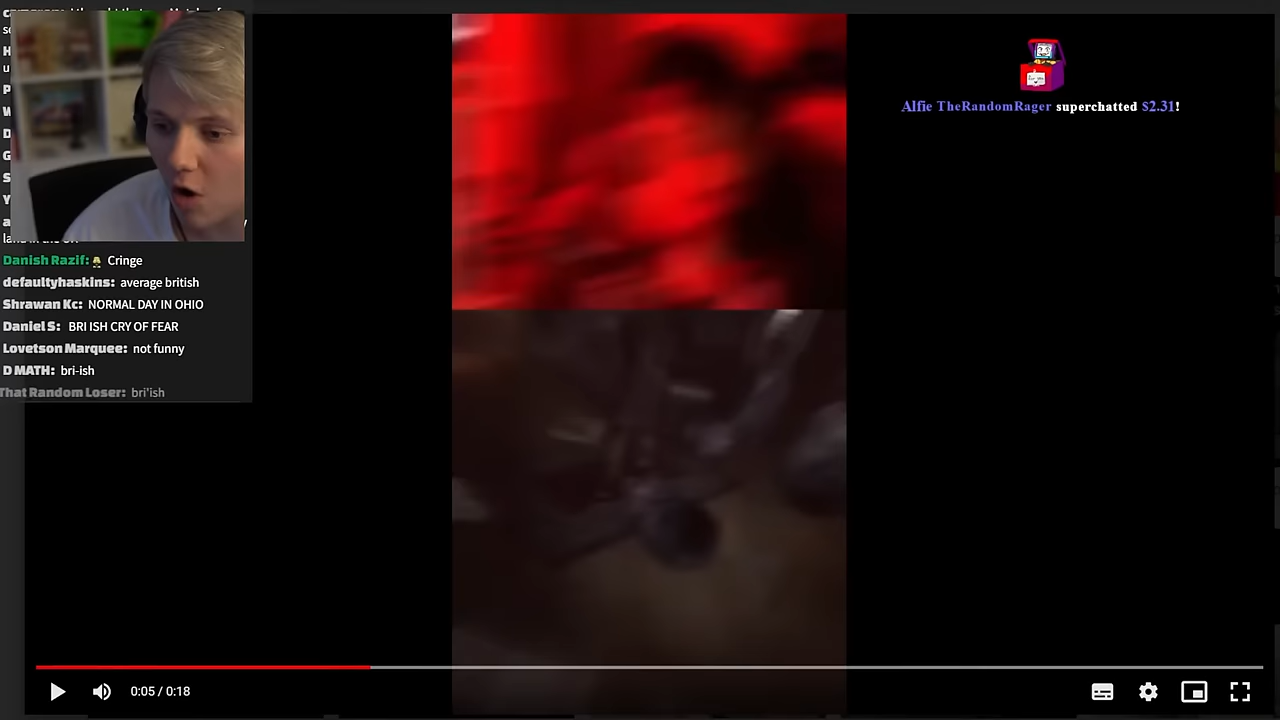 Alfie TheRandomRager superchatted $2.31!
Danish Razif: Cringe
defaultyhaskins: average british
Shrawan Kc: NORMAL DAY IN OHIO
Daniel S: BRI ISH CRY OF FEAR
Lovetson Marquee: not funny
D MATH: bri-ish
That Random Loser: bri'ish
0:05 / 0:18